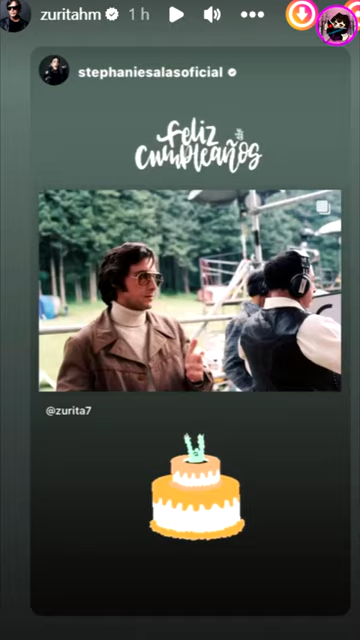 zuritahm 1 h
stephaniesalasoficial
feliz
cumpleaños
@zurita7